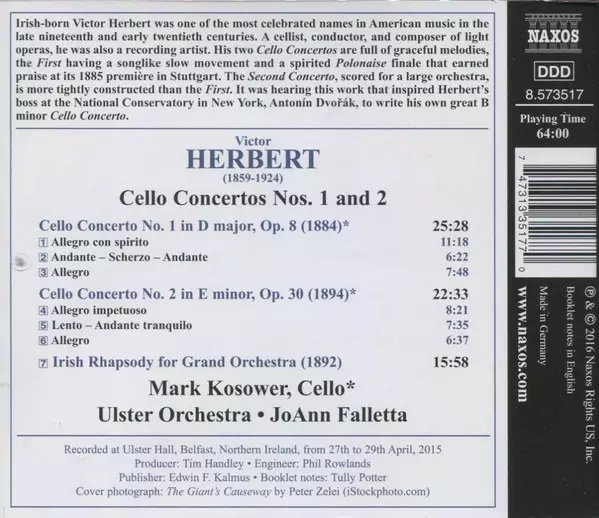 Irish-born Victor Herbert was one of the most celebrated names in American music in the
late nineteenth and early twentieth centuries. A cellist, conductor, and composer of light
operas, he was also a recording artist. His two Cello Concertos are full of graceful melodies,
the First having a songlike slow movement and a spirited Polonaise finale that earned
praise at its 1885 première in Stuttgart. The Second Concerto, scored for a large orchestra,
is more tightly constructed than the First. It was hearing this work that inspired Herbert's
boss at the National Conservatory in New York, Antonín Dvořák, to write his own great B
minor Cello Concerto.
Victor
HERBERT
(1859-1924)
Cello Concertos Nos. 1 and 2
Cello Concerto No. 1 in D major, Op. 8 (1884)* 25:28
1 Allegro con spirito 11:18
2 Andante – Scherzo – Andante 6:22
3 Allegro 7:48
Cello Concerto No. 2 in E minor, Op. 30 (1894)* 22:33
4 Allegro impetuoso 8:21
5 Lento – Andante tranquilo 7:35
6 Allegro 6:37
7 Irish Rhapsody for Grand Orchestra (1892) 15:58
Mark Kosower, Cello*
Ulster Orchestra • JoAnn Falletta
Recorded at Ulster Hall, Belfast, Northern Ireland, from 27th to 29th April, 2015
Producer: Tim Handley • Engineer: Phil Rowlands
Publisher: Edwin F. Kalmus • Booklet notes: Tully Potter
Cover photograph: The Giant's Causeway by Peter Zelei (iStockphoto.com)
NAXOS
DDD
8.573517
Playing Time
64:00
7 47313 35177 0
℗ & © 2016 Naxos Rights US, Inc.
Booklet notes in English
Made in Germany
www.naxos.com